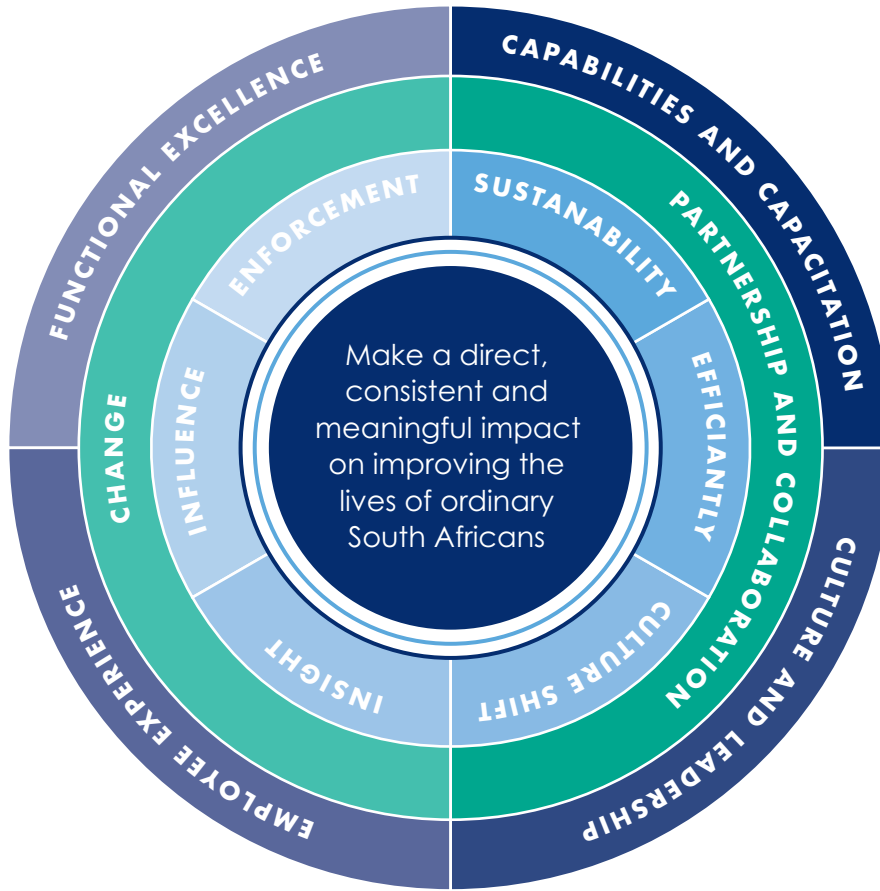 FUNCTIONAL EXCELLENCE
CAPABILITIES AND CAPACITATION
CULTURE AND LEADERSHIP
EMPLOYEE EXPERIENCE
CHANGE
PARTNERSHIP AND COLLABORATION
ENFORCEMENT
SUSTANABILITY
EFFICIANTLY
CULTURE SHIFT
INSIGHT
INFLUENCE
Make a direct,
consistent and
meaningful impact
on improving the
lives of ordinary
South Africans